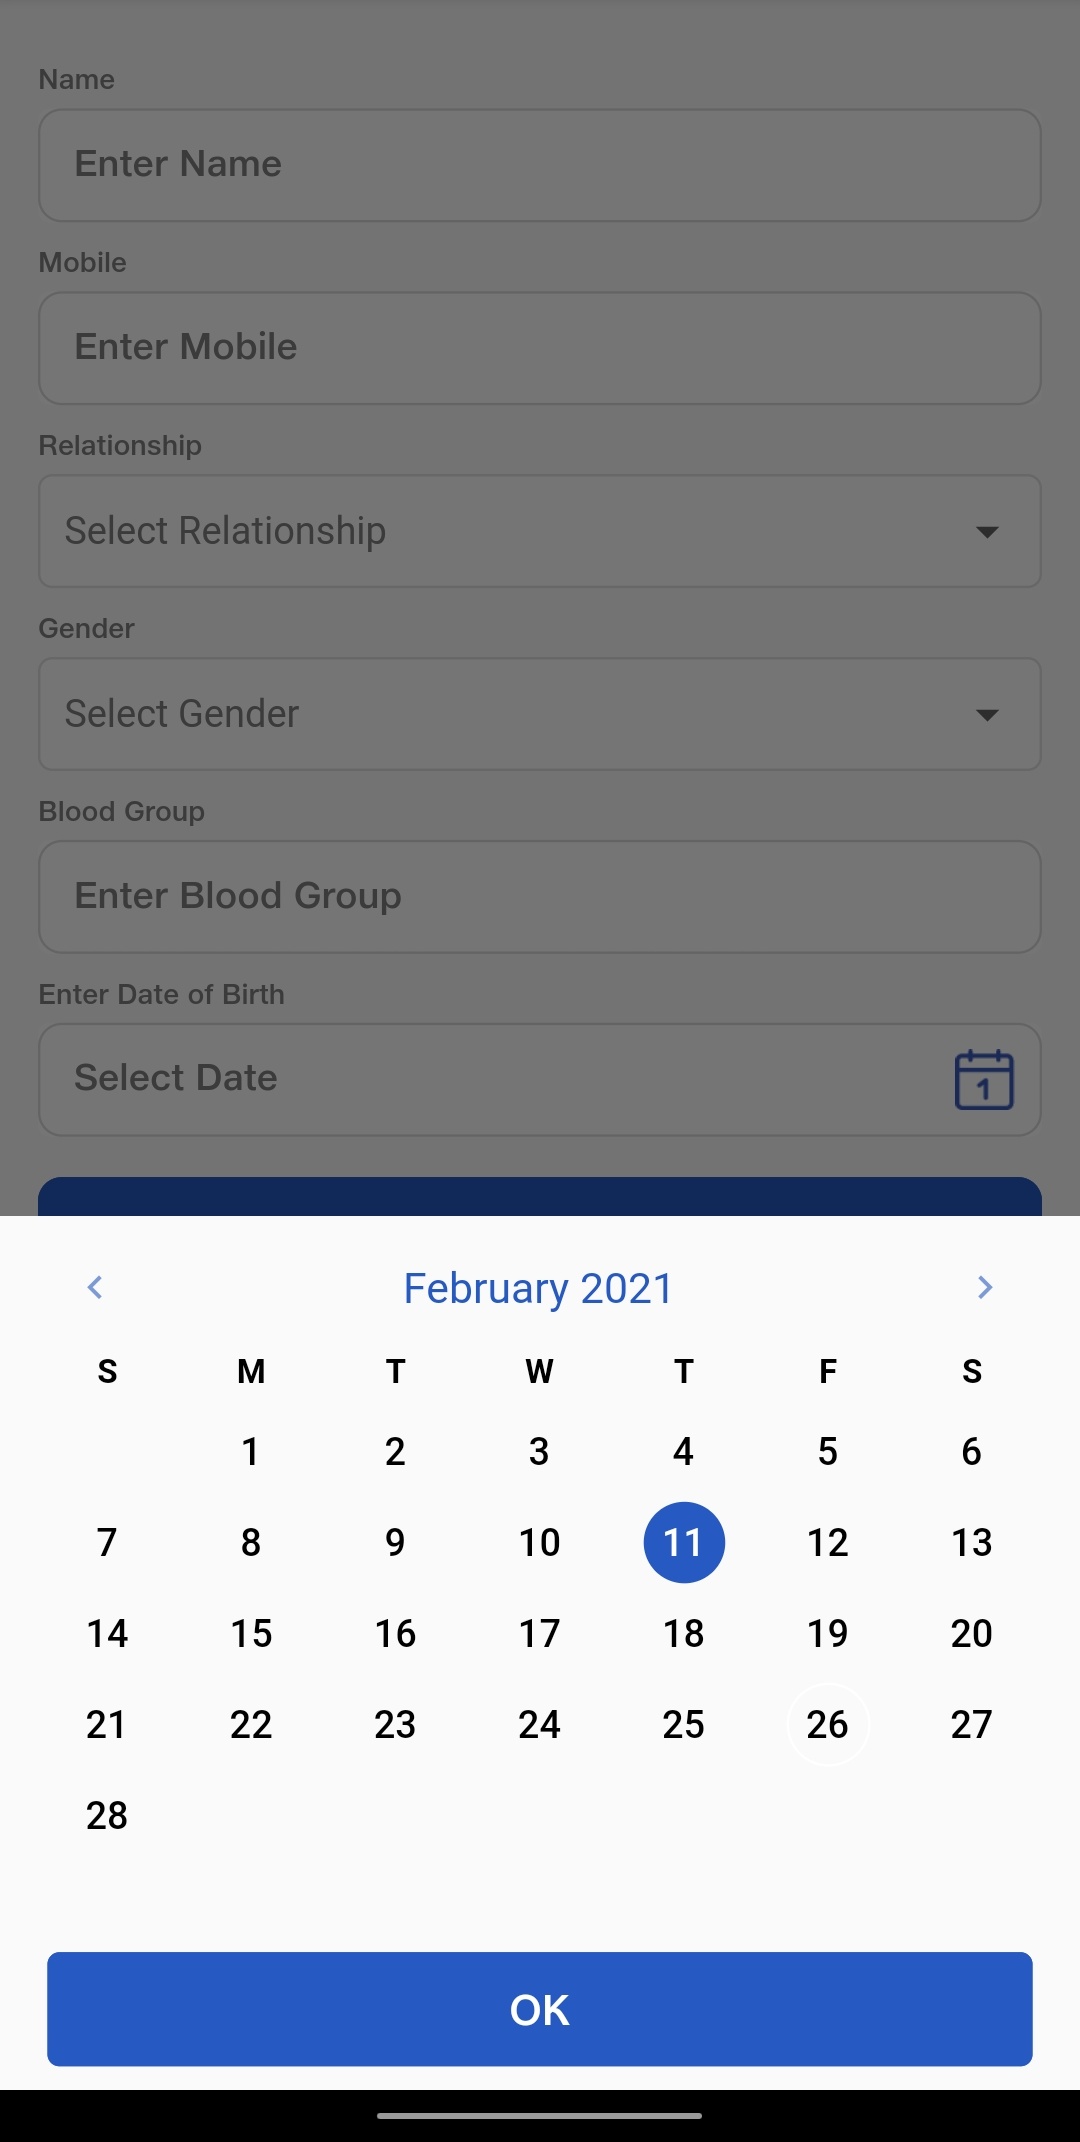 Name
Enter Name
Mobile
Enter Mobile
Relationship
Select Relationship
Gender
Select Gender
Blood Group
Enter Blood Group
Enter Date of Birth
Select Date
1
February 2021
S M T W T F S
1 2 3 4 5 6
7 8 9 10 11 12 13
14 15 16 17 18 19 20
21 22 23 24 25 26 27
28
OK